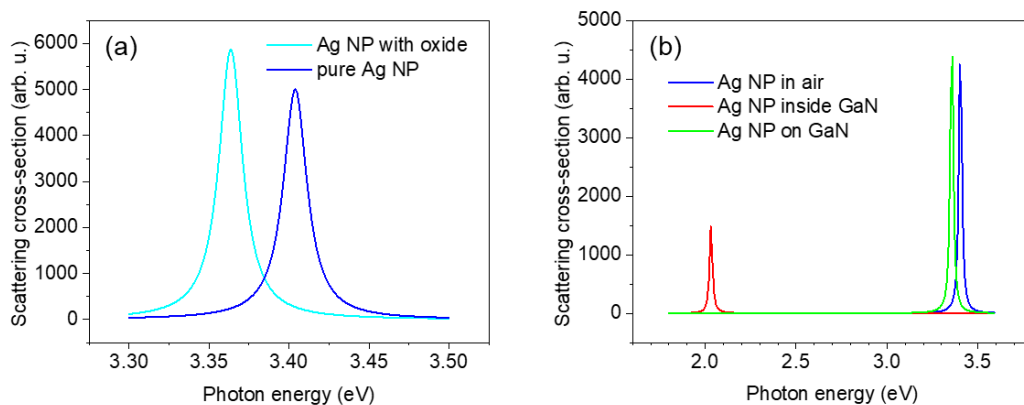 (a)
Ag NP with oxide
pure Ag NP
Scattering cross-section (arb. u.)
6000
5000
4000
3000
2000
1000
0
3.30
3.35
3.40
3.45
3.50
Photon energy (eV)
(b)
Ag NP in air
Ag NP inside GaN
Ag NP on GaN
Scattering cross-section (arb. u.)
5000
4000
3000
2000
1000
0
2.0
2.5
3.0
3.5
Photon energy (eV)